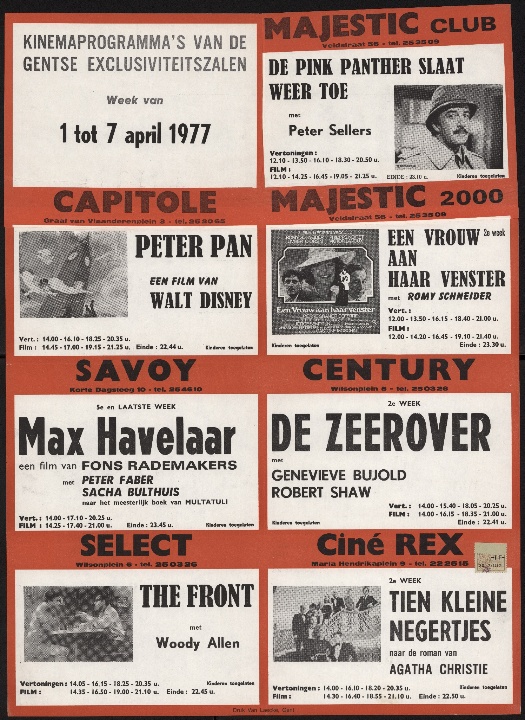 KINEMAPROGRAMMA'S VAN DE
GENTSE EXCLUSIVITEITSZALEN
Week van
1 tot 7 april 1977
MAJESTIC CLUB
Veldstraat 56 - tel. 25 35 09
DE PINK PANTHER SLAAT
WEER TOE
met
Peter Sellers
Vertoningen :
12.10 - 13.50 - 16.10 - 18.30 - 20.50 u.
FILM :
12.10 - 14.25 - 16.45 - 19.05 - 21.25 u.
EINDE : 23.10 u.
Kinderen toegelaten
CAPITOLE
Graaf van Vlaanderenplein 3 - tel.
PETER PAN
EEN FILM VAN
WALT DISNEY
Vert. : 14.00 - 16.10 - 18.25 - 20.35 u.
Film : 14.45 - 17.00 - 19.15 - 21.25 u. Einde : 22.44 u.
Kinderen toegelaten
MAJESTIC 2000
Veldstraat 56 - tel. 25 35 09
EEN VROUW 2e week
AAN
HAAR VENSTER
met ROMY SCHNEIDER
Een Vrouw aan haar venster
Vert. :
12.00 - 13.50 - 16.15 - 18.40 - 21.00 u.
FILM :
12.00 - 14.20 - 16.45 - 19.10 - 21.40 u.
Kinderen toegelaten
Einde : 23.30 u.
SAVOY
Korte Dagsteeg 10 - tel.
5e en LAATSTE WEEK
Max Havelaar
een film van FONS RADEMAKERS
met PETER FABER
SACHA BULTHUIS
naar het meesterlijk boek van MULTATULI
Vert. : 14.00 - 17.10 - 20.25 u.
FILM : 14.25 - 17.40 - 21.00 u. Einde : 23.45 u.
Kinderen toegelaten
CENTURY
Wilsonplein 6 - tel. 25 03 26
2e WEEK
DE ZEEROVER
met
GENEVIEVE BUJOLD
ROBERT SHAW
Vert. : 14.00 - 15.40 - 18.05 - 20.25 u.
FILM : 14.00 - 16.15 - 18.35 - 21.00 u.
Kinderen toegelaten
Einde : 22.41 u.
SELECT
Wilsonplein 6 - tel. 25 03 26
THE FRONT
met
Woody Allen
Vertoningen : 14.05 - 16.15 - 18.25 - 20.35 u.
Kinderen toegelaten
FILM : 14.35 - 16.50 - 19.00 - 21.10 u. Einde : 22.45 u.
Ciné REX
Maria Hendrikaplein 9 - tel. 22 25 15
2e WEEK
TIEN KLEINE
NEGERTJES
naar de roman van
AGATHA CHRISTIE
Vertoningen : 14.00 - 16.10 - 18.20 - 20.35 u.
Kinderen toegelaten
FILM : 14.30 - 16.40 - 18.55 - 21.10 u. Einde : 22.50 u.